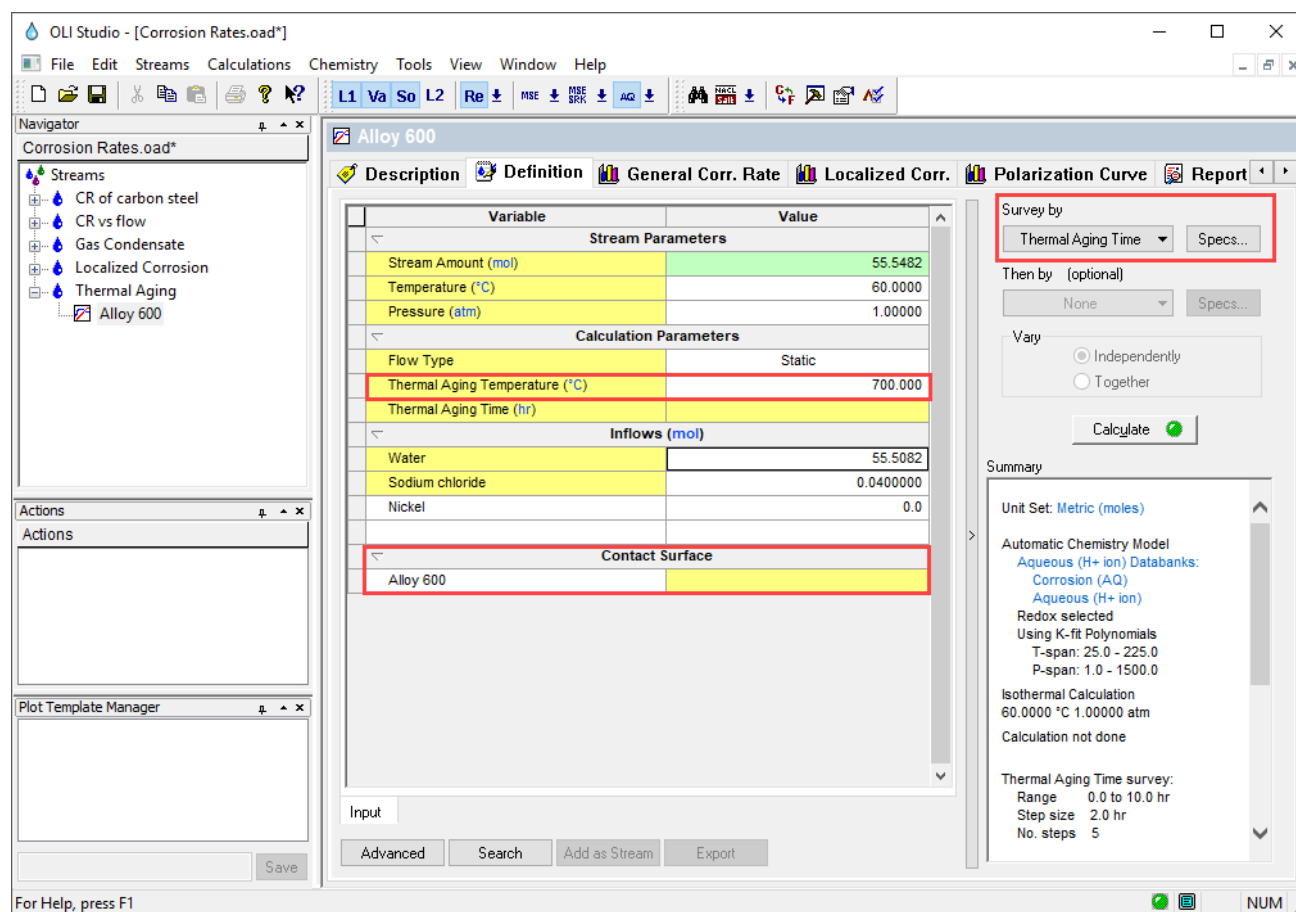 OLI Studio - [Corrosion Rates.oad*]
File Edit Streams Calculations Chemistry Tools View Window Help
L1 Va So L2 Re MSE MSE SRK AQ
Navigator
Corrosion Rates.oad*
Streams
CR of carbon steel
CR vs flow
Gas Condensate
Localized Corrosion
Thermal Aging
Alloy 600
Actions
Actions
Plot Template Manager
Save
Alloy 600
Description Definition General Corr. Rate Localized Corr. Polarization Curve Report
Variable Value
Stream Parameters
Stream Amount (mol) 55.5482
Temperature (°C) 60.0000
Pressure (atm) 1.00000
Calculation Parameters
Flow Type Static
Thermal Aging Temperature (°C) 700.000
Thermal Aging Time (hr)
Inflows (mol)
Water 55.5082
Sodium chloride 0.0400000
Nickel 0.0
Contact Surface
Alloy 600
Input
Advanced Search Add as Stream Export
Survey by
Thermal Aging Time Specs...
Then by (optional)
None Specs...
Vary
Independently
Together
Calculate
Summary
Unit Set: Metric (moles)
Automatic Chemistry Model
Aqueous (H+ ion) Databanks:
Corrosion (AQ)
Aqueous (H+ ion)
Redox selected
Using K-fit Polynomials
T-span: 25.0 - 225.0
P-span: 1.0 - 1500.0
Isothermal Calculation
60.0000 °C 1.00000 atm
Calculation not done
Thermal Aging Time survey:
Range 0.0 to 10.0 hr
Step size 2.0 hr
No. steps 5
For Help, press F1
NUM